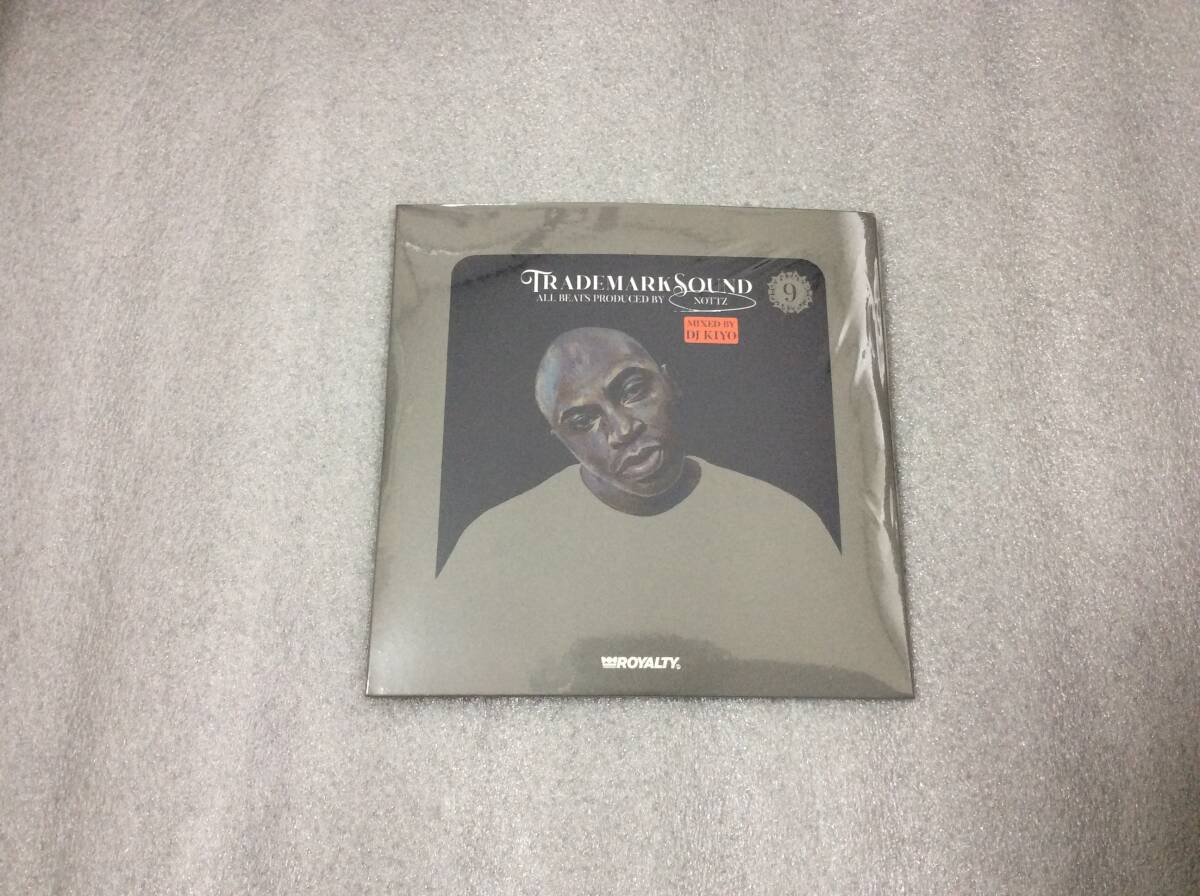 TRADEMARK SOUND
ALL BEATS PRODUCED BY NOTTZ
9
MIXED BY
DJ KIYO
ROYALTY